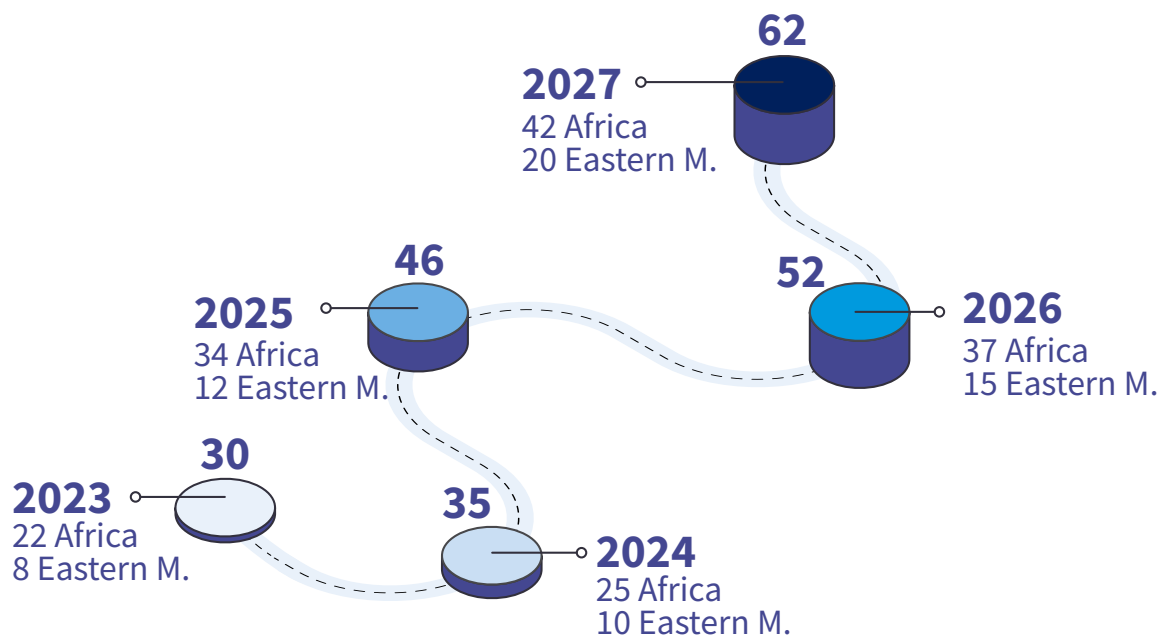 62
2027
42 Africa
20 Eastern M.
46
2025
34 Africa
12 Eastern M.
52
2026
37 Africa
15 Eastern M.
30
2023
22 Africa
8 Eastern M.
35
2024
25 Africa
10 Eastern M.